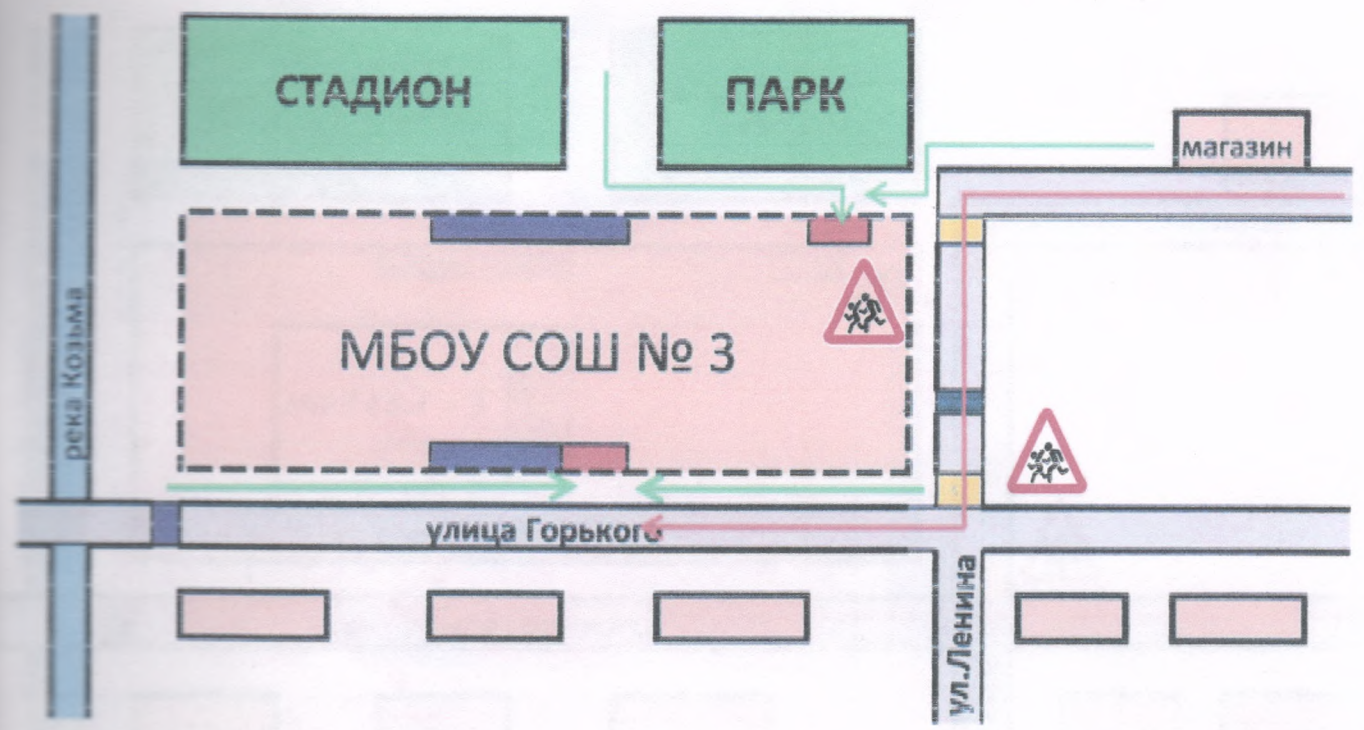 СТАДИОН
ПАРК
магазин
река Козьма
МБОУ СОШ № 3
улица Горького
ул.Ленина